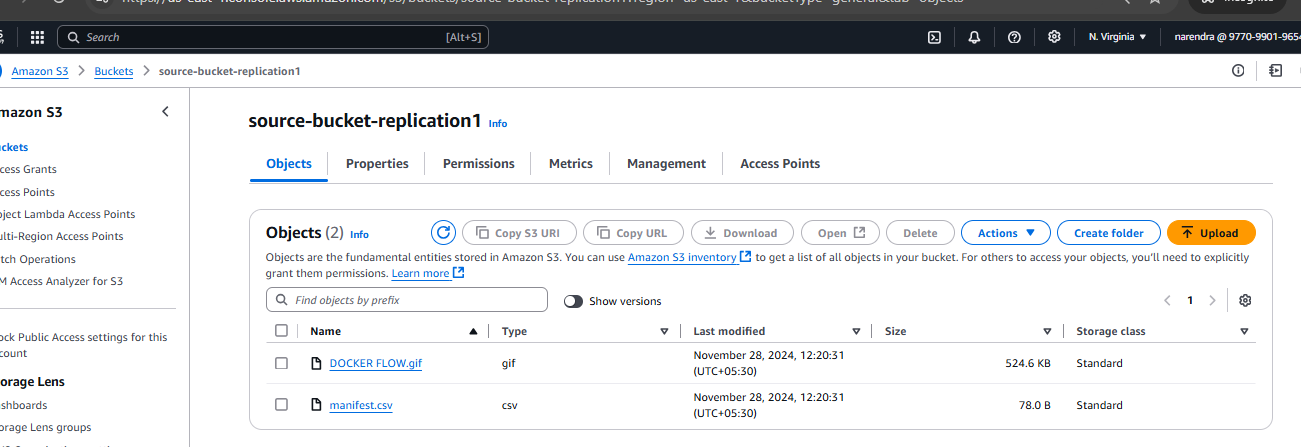 Search [Alt+S] N. Virginia ▼ narendra @ 9770-9901-965
Amazon S3 > Buckets > source-bucket-replication1
mazon S3
uckets
cess Grants
cess Points
bject Lambda Access Points
ulti-Region Access Points
tch Operations
M Access Analyzer for S3
ock Public Access settings for this
count
orage Lens
shboards
orage Lens groups
source-bucket-replication1 Info
Objects Properties Permissions Metrics Management Access Points
Objects (2) Info
Copy S3 URI Copy URL Download Open Delete Actions ▼ Create folder Upload
Objects are the fundamental entities stored in Amazon S3. You can use Amazon S3 inventory to get a list of all objects in your bucket. For others to access your objects, you'll need to explicitly
grant them permissions. Learn more
Find objects by prefix Show versions < 1 >
Name Type Last modified Size Storage class
DOCKER FLOW.gif gif November 28, 2024, 12:20:31 524.6 KB Standard
(UTC+05:30)
manifest.csv csv November 28, 2024, 12:20:31 78.0 B Standard
(UTC+05:30)